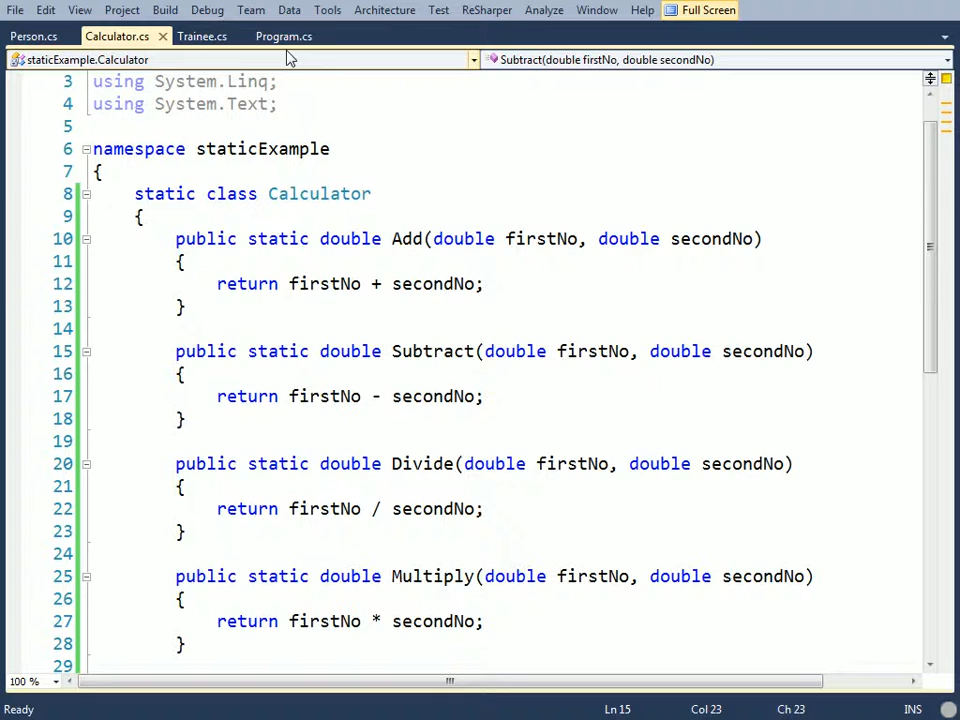 File Edit View Project Build Debug Team Data Tools Architecture Test ReSharper Analyze Window Help Full Screen
Person.cs Calculator.cs Trainee.cs Program.cs
staticExample.Calculator Subtract(double firstNo, double secondNo)
3 using System.Linq;
4 using System.Text;
5
6 namespace staticExample
7 {
8 static class Calculator
9 {
10 public static double Add(double firstNo, double secondNo)
11 {
12 return firstNo + secondNo;
13 }
14
15 public static double Subtract(double firstNo, double secondNo)
16 {
17 return firstNo - secondNo;
18 }
19
20 public static double Divide(double firstNo, double secondNo)
21 {
22 return firstNo / secondNo;
23 }
24
25 public static double Multiply(double firstNo, double secondNo)
26 {
27 return firstNo * secondNo;
28 }
29
100 %
Ready Ln 15 Col 23 Ch 23 INS